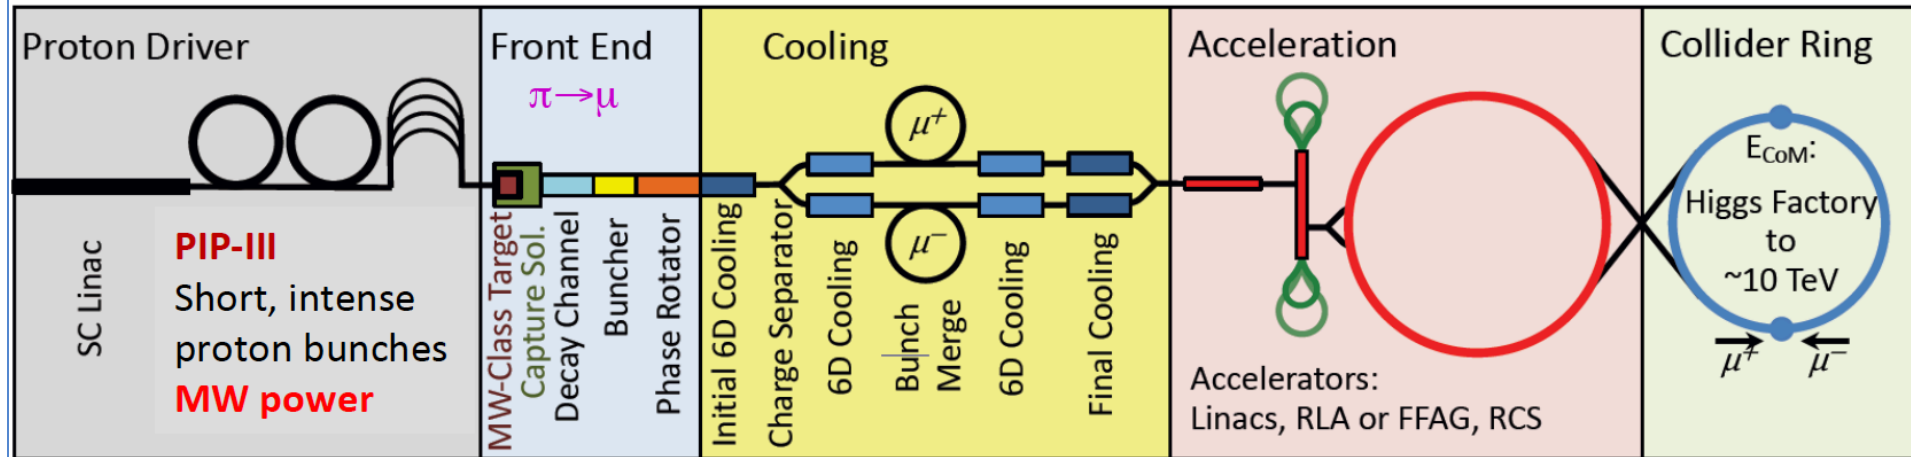 Proton Driver
SC Linac
PIP-III
Short, intense
proton bunches
MW power
Front End
π→μ
MW-Class Target
Capture Sol.
Decay Channel
Buncher
Phase Rotator
Cooling
Initial 6D Cooling
Charge Separator
μ+
μ−
6D Cooling
Bunch
Merge
6D Cooling
Final Cooling
Acceleration
Accelerators:
Linacs, RLA or FFAG, RCS
Collider Ring
ECoM:
Higgs Factory
to
~10 TeV
μ+ μ−